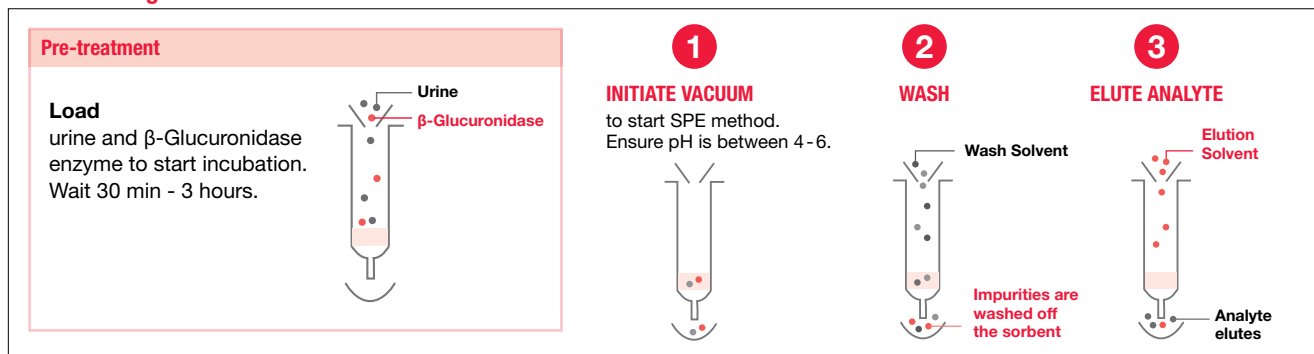 Pre-treatment
Load
urine and β-Glucuronidase
enzyme to start incubation.
Wait 30 min - 3 hours.
Urine
β-Glucuronidase
1
INITIATE VACUUM
to start SPE method.
Ensure pH is between 4-6.
2
WASH
Wash Solvent
Impurities are
washed off
the sorbent
3
ELUTE ANALYTE
Elution
Solvent
Analyte
elutes